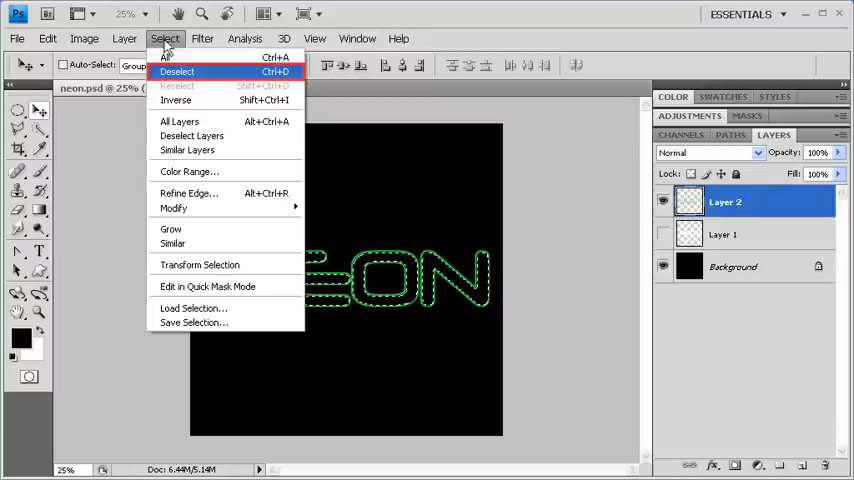 Ps Br 25% ESSENTIALS
File Edit Image Layer Select Filter Analysis 3D View Window Help
Auto-Select: Group
neon.psd @ 25% (
All Ctrl+A
Deselect Ctrl+D
Reselect Shift+Ctrl+D
Inverse Shift+Ctrl+I
All Layers Alt+Ctrl+A
Deselect Layers
Similar Layers
Color Range...
Refine Edge... Alt+Ctrl+R
Modify
Grow
Similar
Transform Selection
Edit in Quick Mask Mode
Load Selection...
Save Selection...
EON
COLOR SWATCHES STYLES
ADJUSTMENTS MASKS
CHANNELS PATHS LAYERS
Normal Opacity: 100%
Lock: Fill: 100%
Layer 2
Layer 1
Background
25% Doc: 6.44M/5.14M